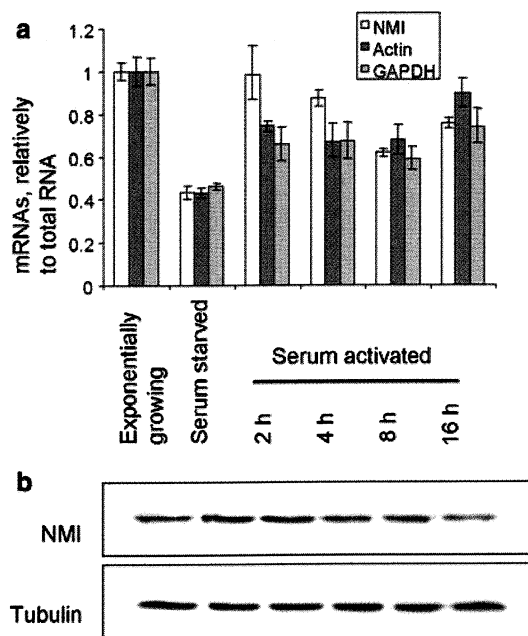 a
1.2
1
0.8
0.6
0.4
0.2
0
mRNAs, relatively
to total RNA
NMI
Actin
GAPDH
Exponentially
growing
Serum starved
Serum activated
2 h
4 h
8 h
16 h
b
NMI
Tubulin